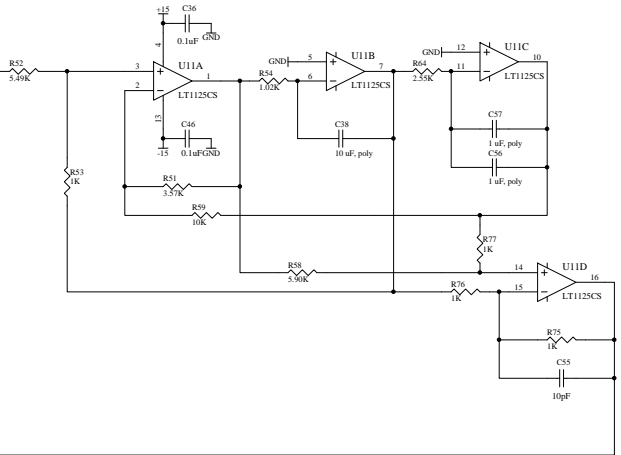 +15
C36
0.1uF
GND
4
R52
5.49K
3
2
U11A
1
LT1125CS
13
C46
0.1uF
GND
-15
R54
1.02K
GND
5
6
U11B
7
LT1125CS
C38
10 uF, poly
R64
2.55K
GND
12
11
U11C
10
LT1125CS
C57
1 uF, poly
C56
1 uF, poly
R53
1K
R51
3.57K
R59
10K
R77
1K
R58
5.90K
R76
1K
14
15
U11D
16
LT1125CS
R75
1K
C55
10pF